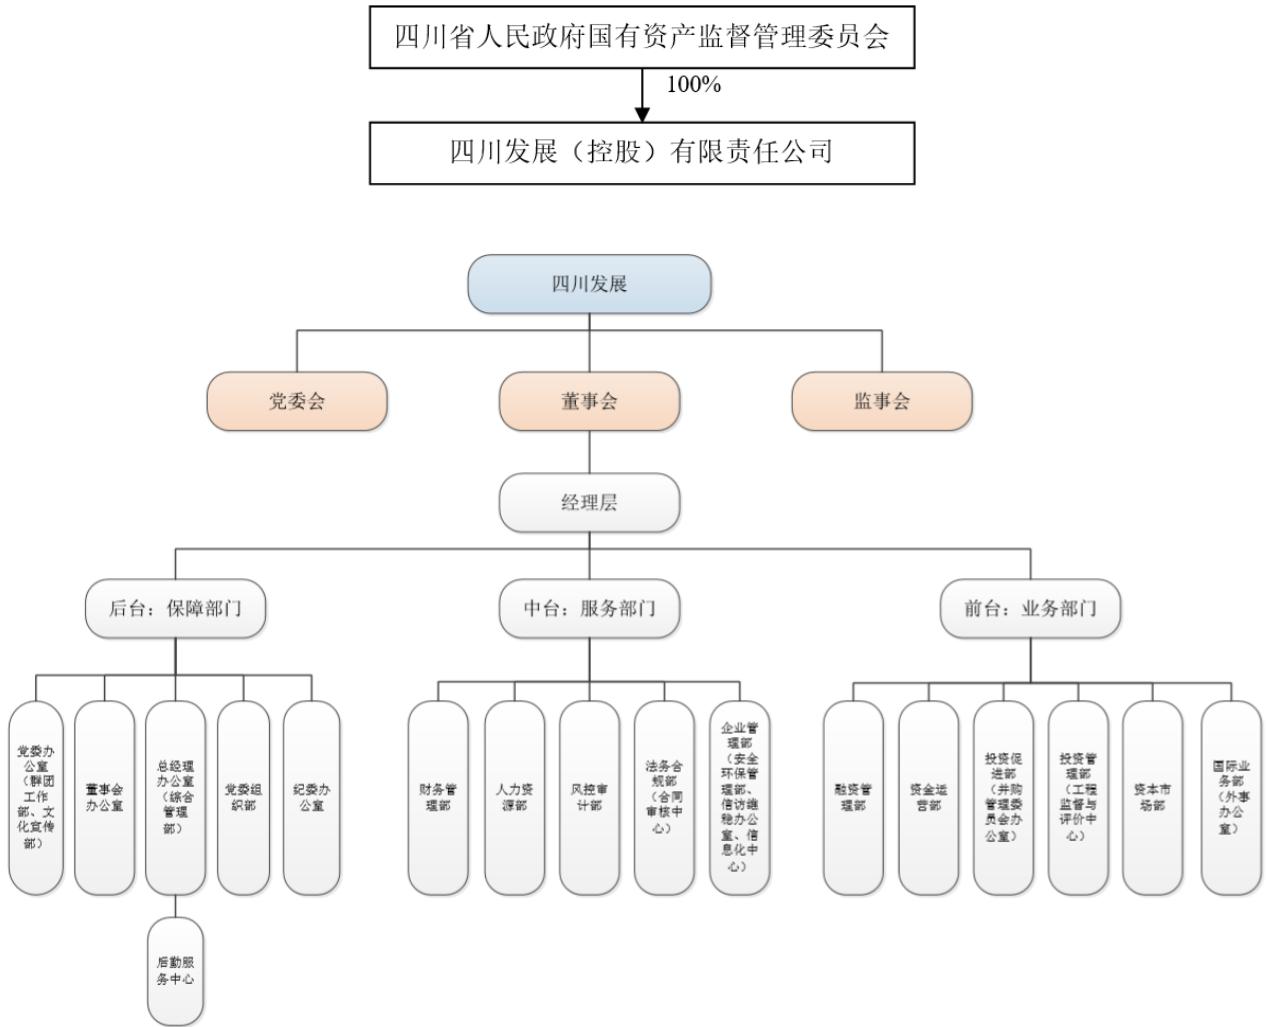 四川省人民政府国有资产监督管理委员会
100%
四川发展（控股）有限责任公司
四川发展
党委会
董事会
监事会
经理层
后台：保障部门
中台：服务部门
前台：业务部门
党委办
公室
（群团
工作
部、文
化宣传
部）
董事会
办公室
总经理
办公室
（综合
管理
部）
党委组
织部
纪委办
公室
财务管
理部
人力资
源部
风控审
计部
法务合
规部
（合同
审核中
心）
企业管
理部
（安全
环保管
理部、
信访维
稳办公
室、信
息化中
心）
融资管
理部
资金运
营部
投资促
进部
（并购
管理委
员会办
公室）
投资管
理部
（工程
监督与
评价中
心）
资本市
场部
国际业
务部
（外事
办公
室）
后勤服
务中心